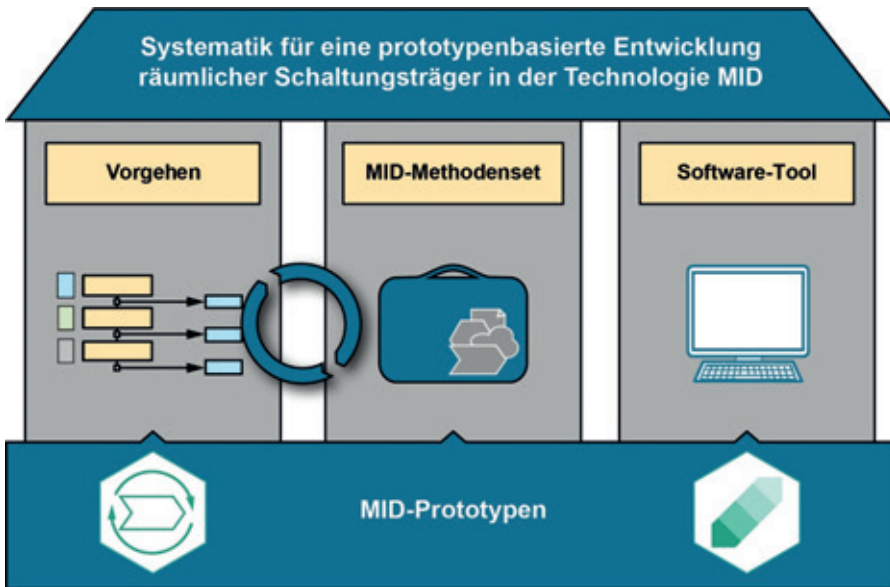 Systematik für eine prototypenbasierte Entwicklung
räumlicher Schaltungsträger in der Technologie MID
Vorgehen
MID-Methodenset
Software-Tool
MID-Prototypen